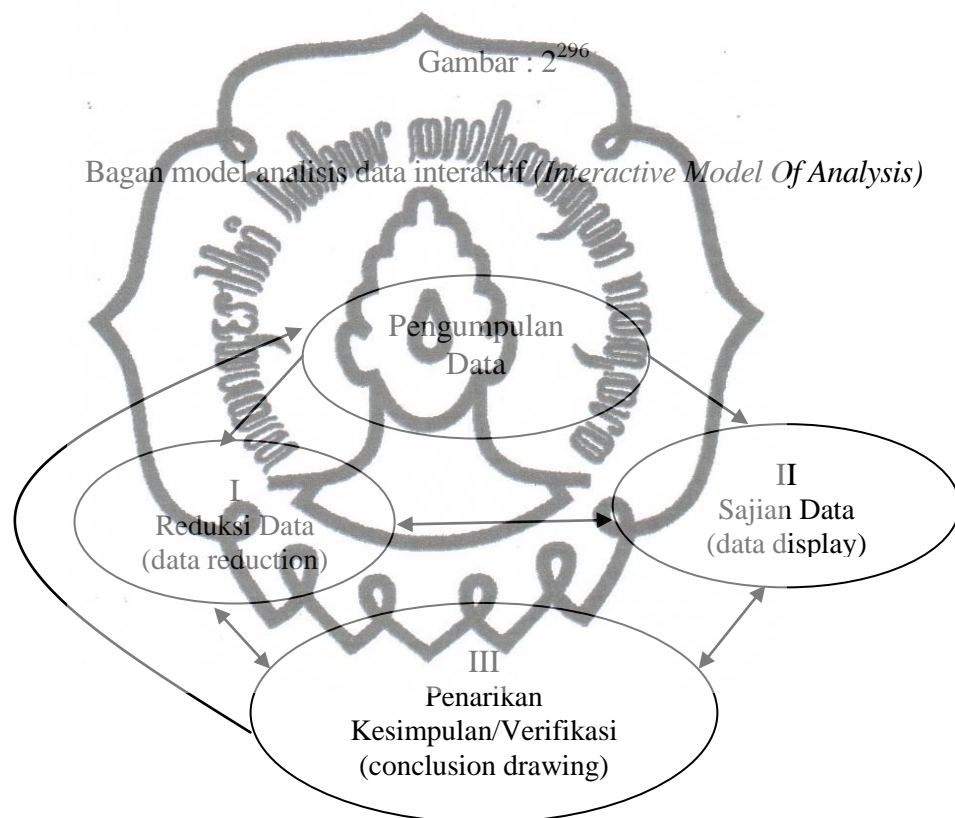 Gambar : 2296
Bagan model analisis data interaktif (Interactive Model Of Analysis)
Pengumpulan
Data
I
Reduksi Data
(data reduction)
II
Sajian Data
(data display)
III
Penarikan
Kesimpulan/Verifikasi
(conclusion drawing)